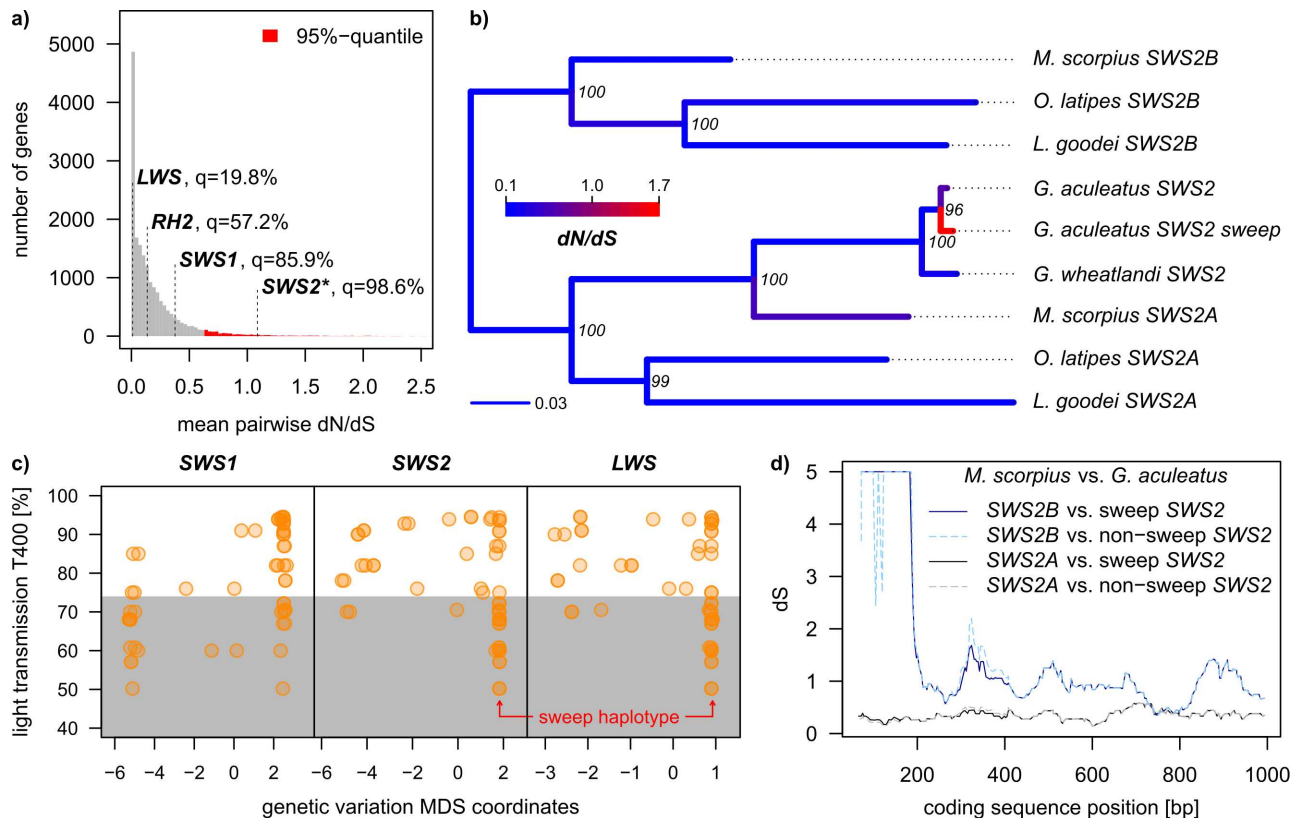 a)
95%-quantile
5000
4000
3000
2000
1000
0
number of genes
LWS, q=19.8%
RH2, q=57.2%
SWS1, q=85.9%
SWS2*, q=98.6%
0.0 0.5 1.0 1.5 2.0 2.5
mean pairwise dN/dS
b)
M. scorpius SWS2B
O. latipes SWS2B
L. goodei SWS2B
G. aculeatus SWS2
G. aculeatus SWS2 sweep
G. wheatlandi SWS2
M. scorpius SWS2A
O. latipes SWS2A
L. goodei SWS2A
100
100
96
100
100
100
99
0.1 1.0 1.7
dN/dS
0.03
c)
SWS1 SWS2 LWS
100
90
80
70
60
50
40
light transmission T400 [%]
sweep haplotype
−6 −4 −2 0 2 −6 −4 −2 0 2 −3 −2 −1 0 1
genetic variation MDS coordinates
d)
M. scorpius vs. G. aculeatus
SWS2B vs. sweep SWS2
SWS2B vs. non-sweep SWS2
SWS2A vs. sweep SWS2
SWS2A vs. non-sweep SWS2
5
4
3
2
1
0
dS
200 400 600 800 1000
coding sequence position [bp]